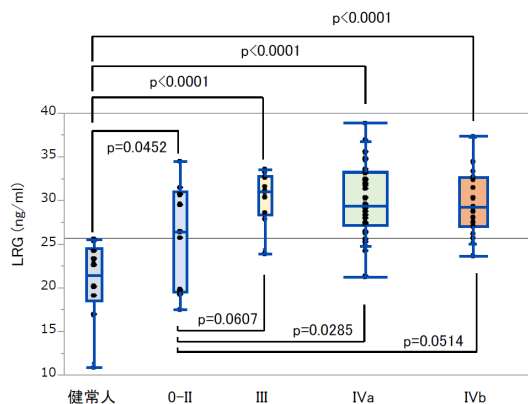 p<0.0001
p<0.0001
p<0.0001
p=0.0452
40
35
30
25
20
15
10
LRG (ng/ml)
p=0.0607
p=0.0285
p=0.0514
健常人 0-II III IVa IVb